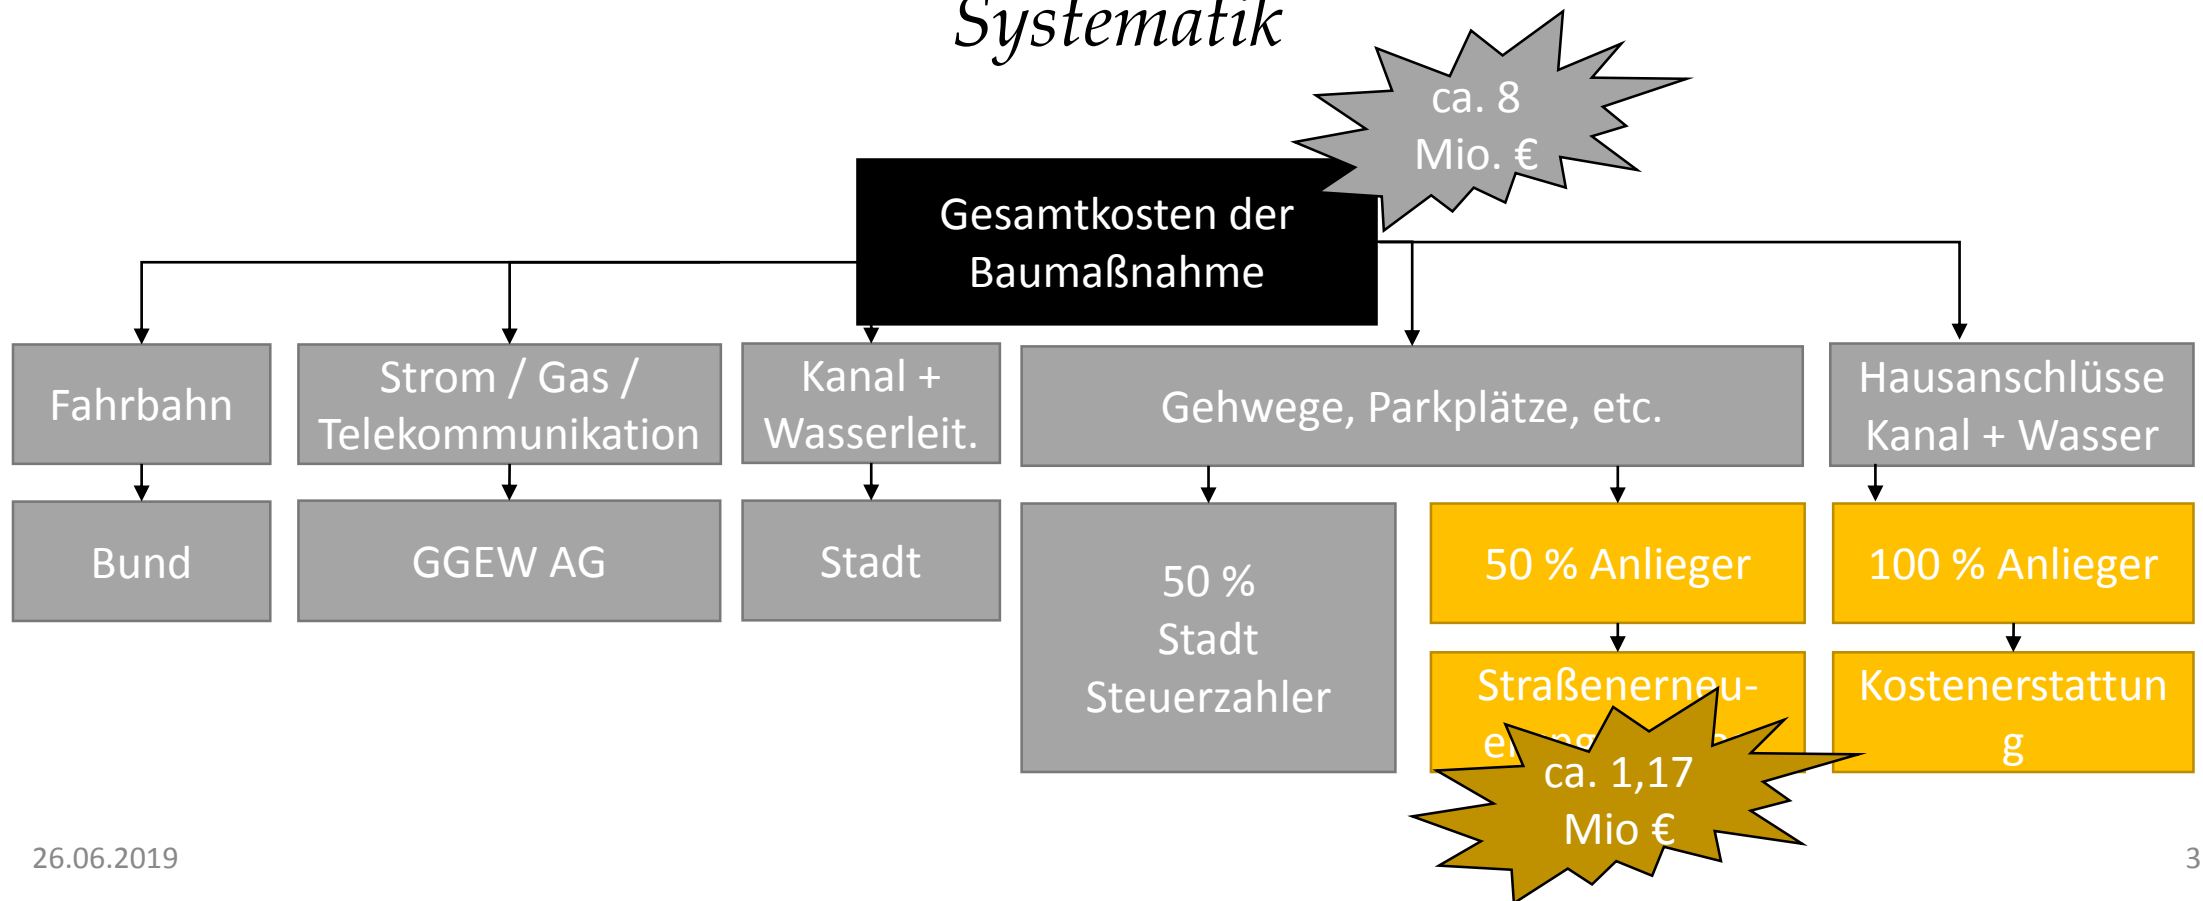 Systematik
ca. 8
Mio. €
Gesamtkosten der
Baumaßnahme
Fahrbahn
Strom / Gas /
Telekommunikation
Kanal +
Wasserleit.
Gehwege, Parkplätze, etc.
Hausanschlüsse
Kanal + Wasser
Bund
GGEW AG
Stadt
50 %
Stadt
Steuerzahler
50 % Anlieger
100 % Anlieger
Straßenerneu-
Kostenerstattun
g
ca. 1,17
Mio €
26.06.2019
3